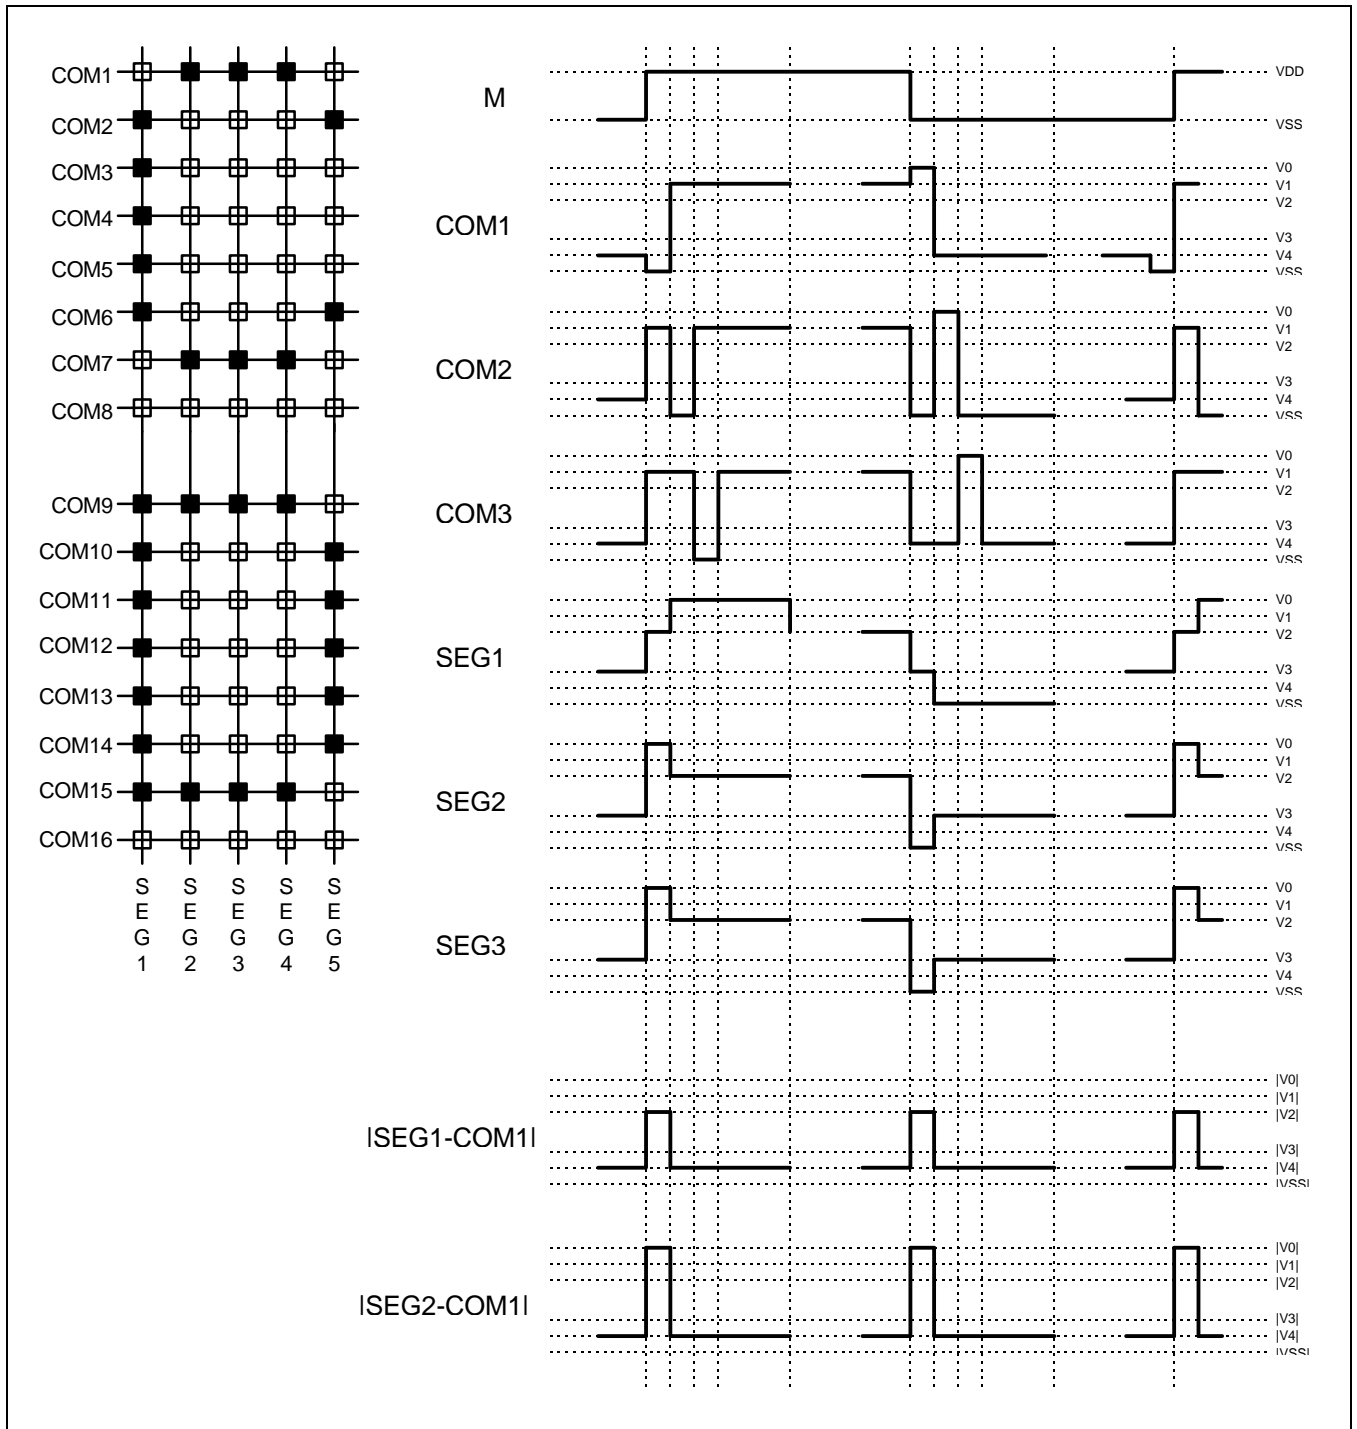 COM1
COM2
COM3
COM4
COM5
COM6
COM7
COM8
COM9
COM10
COM11
COM12
COM13
COM14
COM15
COM16
S S S S S
E E E E E
G G G G G
1 2 3 4 5
M
VDD
VSS
COM1
V0
V1
V2
V3
V4
VSS
COM2
V0
V1
V2
V3
V4
VSS
COM3
V0
V1
V2
V3
V4
VSS
SEG1
V0
V1
V2
V3
V4
VSS
SEG2
V0
V1
V2
V3
V4
VSS
SEG3
V0
V1
V2
V3
V4
VSS
|SEG1-COM1|
|V0|
|V1|
|V2|
|V3|
|V4|
|VSS|
|SEG2-COM1|
|V0|
|V1|
|V2|
|V3|
|V4|
|VSS|